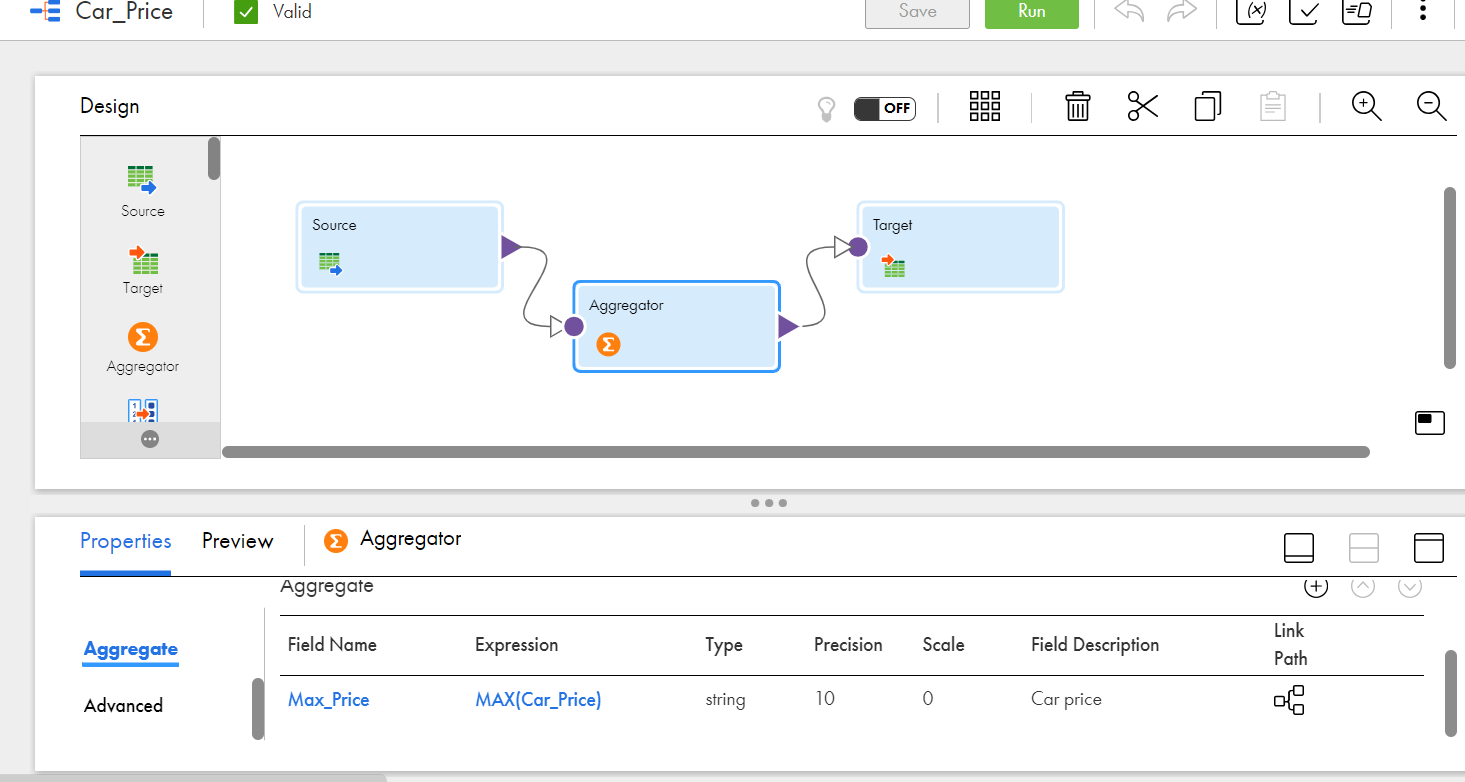 Car_Price
Valid
Save
Run
(x)
Design
OFF
Source
Target
Aggregator
Source
Aggregator
Target
Properties
Preview
Aggregator
Aggregate
Aggregate
Advanced
Field Name Expression Type Precision Scale Field Description Link Path
Max_Price MAX(Car_Price) string 10 0 Car price